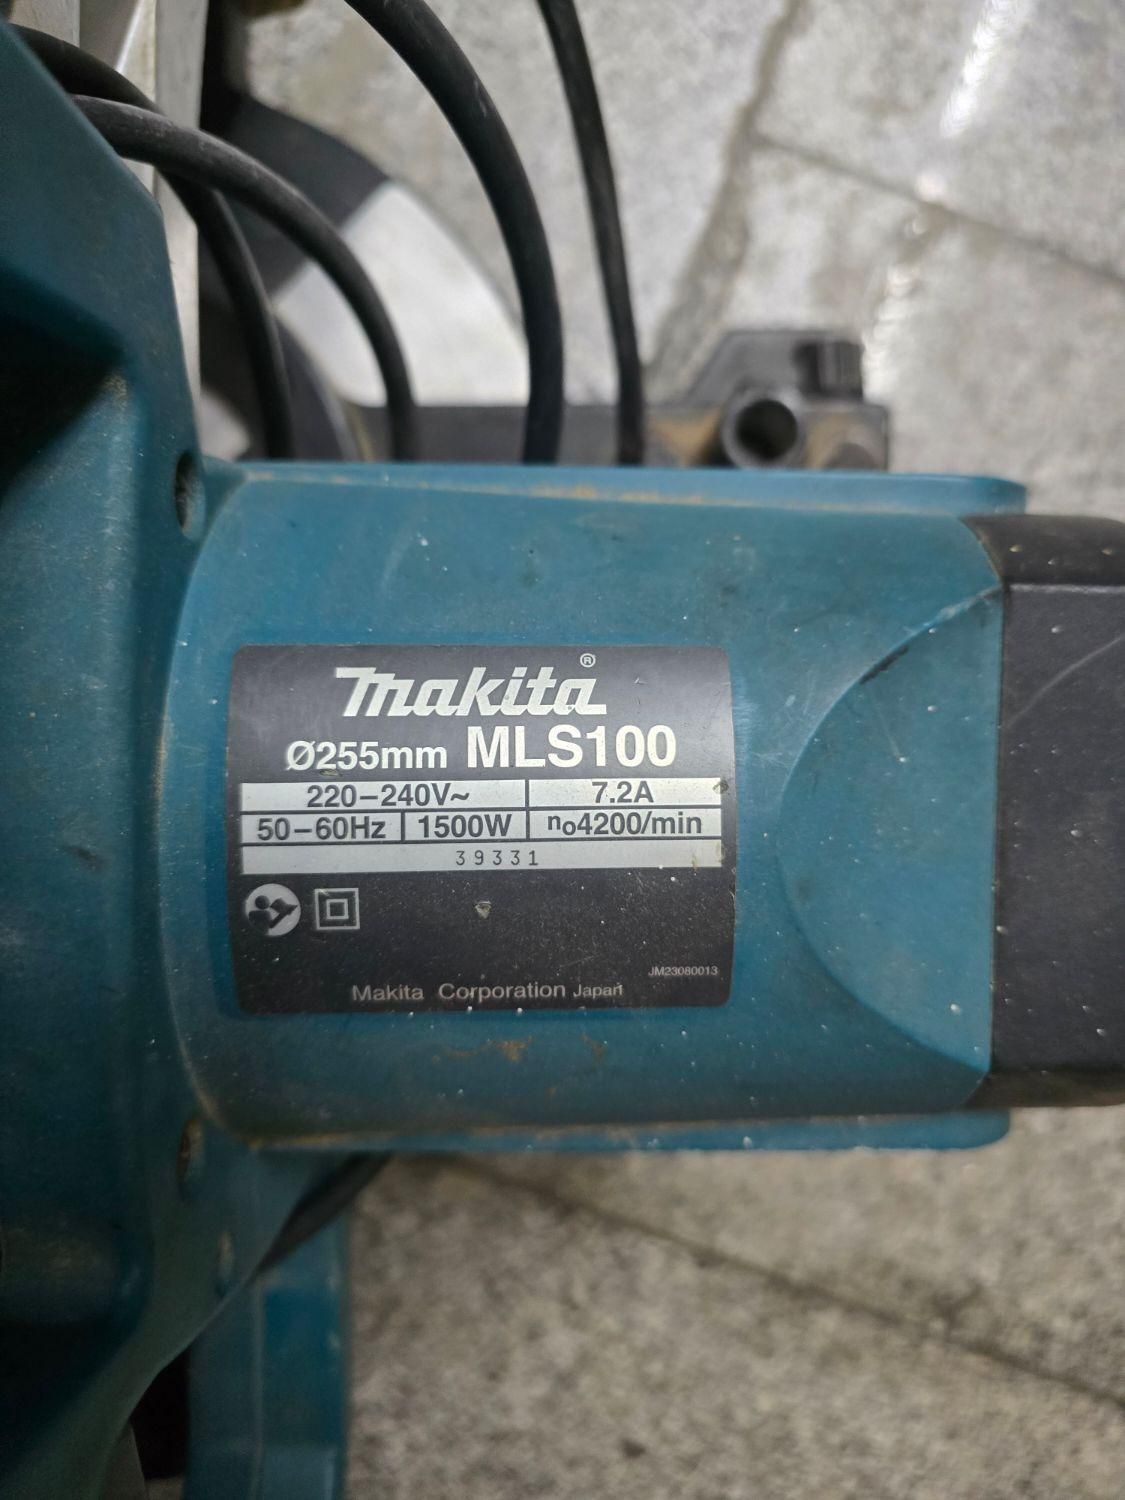 makita®
Ø255mm MLS100
220-240V~ 7.2A
50-60Hz 1500W no4200/min
39331
JM23080013
Makita Corporation Japan